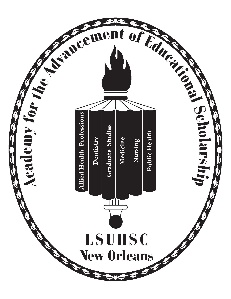 Academy for the Advancement of Educational Scholarship
Allied Health Professions
Dentistry
Graduate Studies
Medicine
Nursing
Public Health
LSUHSC
New Orleans